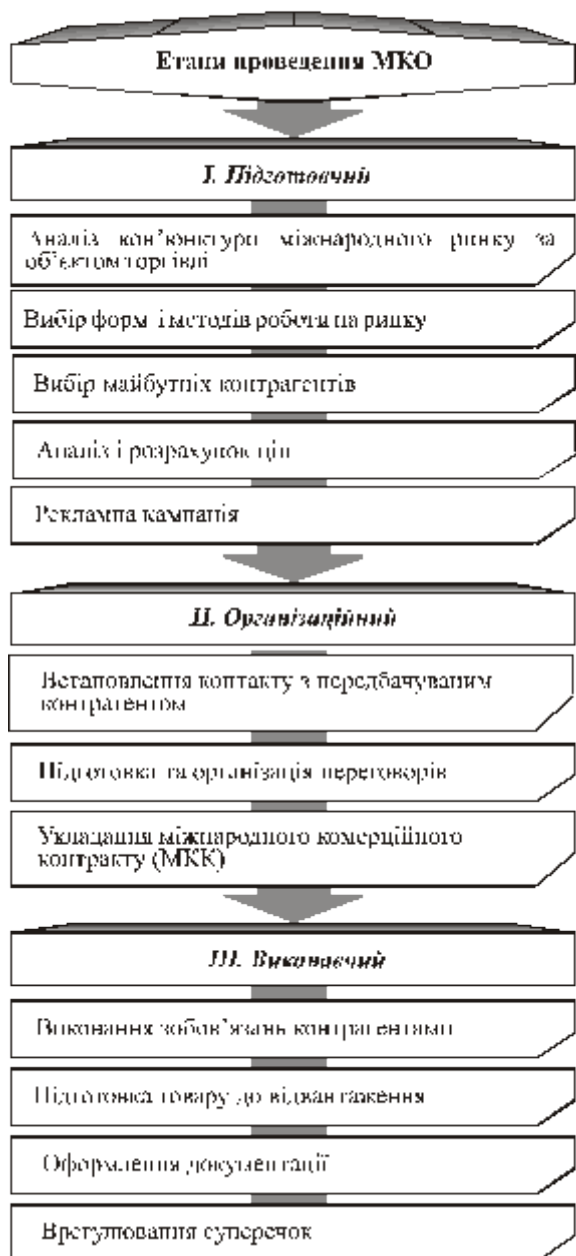 Етапи проведення МКО
I. Підготовчий
Аналіз кон’юнктури міжнародного ринку за
об’єктом торгівлі
Вибір форм і методів роботи на ринку
Вибір майбутніх контрагентів
Аналіз і розрахунок цін
Рекламна кампанія
II. Організаційний
Встановлення контакту з передбачуваним
контрагентом
Підготовка та організація переговорів
Укладання міжнародного комерційного
контракту (МКК)
III. Виконавчий
Виконання зобов’язань контрагентами
Підготовка товару до відвантаження
Оформлення документації
Врегулювання суперечок